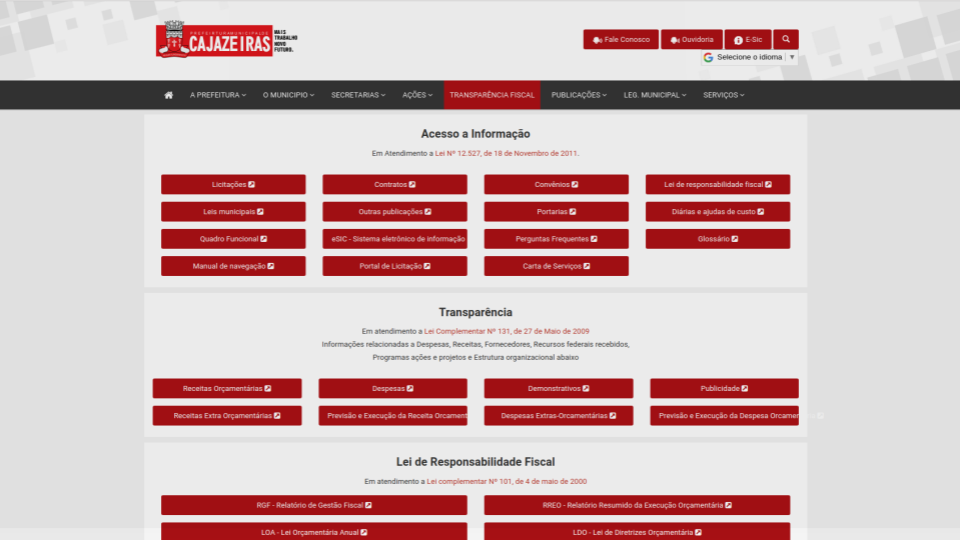 PREFEITURA MUNICIPAL DE
CAJAZEIRAS
MAIS
TRABALHO
NOVO
FUTURO.
Fale Conosco
Ouvidoria
E-Sic
Selecione o idioma ▼
A PREFEITURA
O MUNICIPIO
SECRETARIAS
AÇÕES
TRANSPARÊNCIA FISCAL
PUBLICAÇÕES
LEG. MUNICIPAL
SERVIÇOS
Acesso a Informação
Em Atendimento a Lei Nº 12.527, de 18 de Novembro de 2011.
Licitações
Contratos
Convênios
Lei de responsabilidade fiscal
Leis municipais
Outras publicações
Portarias
Diárias e ajudas de custo
Quadro Funcional
eSIC - Sistema eletrônico de informação
Perguntas Frequentes
Glossário
Manual de navegação
Portal de Licitação
Carta de Serviços
Transparência
Em atendimento a Lei Complementar Nº 131, de 27 de Maio de 2009
Informações relacionadas a Despesas, Receitas, Fornecedores, Recursos federais recebidos,
Programas ações e projetos e Estrutura organizacional abaixo
Receitas Orçamentárias
Despesas
Demonstrativos
Publicidade
Receitas Extra Orçamentárias
Previsão e Execução da Receita Orcament
Despesas Extras-Orcamentárias
Previsão e Execução da Despesa Orcamen
Lei de Responsabilidade Fiscal
Em atendimento a Lei complementar Nº 101, de 4 de maio de 2000
RGF - Relatório de Gestão Fiscal
RREO - Relatório Resumido da Execução Orçamentária
LOA - Lei Orçamentária Anual
LDO - Lei de Diretrizes Orçamentária